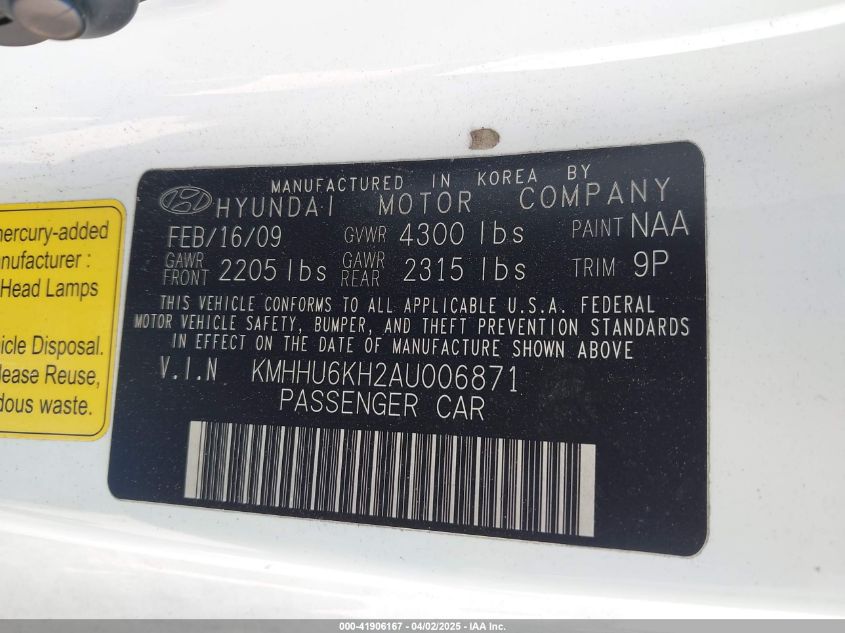 mercury-added
anufacturer :
Head Lamps
icle Disposal.
lease Reuse,
dous waste.
MANUFACTURED IN KOREA BY
HYUNDAI MOTOR COMPANY
FEB/16/09 GVWR 4300 lbs PAINT NAA
GAWR FRONT 2205 lbs GAWR REAR 2315 lbs TRIM 9P
THIS VEHICLE CONFORMS TO ALL APPLICABLE U.S.A. FEDERAL
MOTOR VEHICLE SAFETY, BUMPER, AND THEFT PREVENTION STANDARDS
IN EFFECT ON THE DATE OF MANUFACTURE SHOWN ABOVE
V.I.N KMHHU6KH2AU006871
PASSENGER CAR
000-41906167 - 04/02/2025 - IAA Inc.